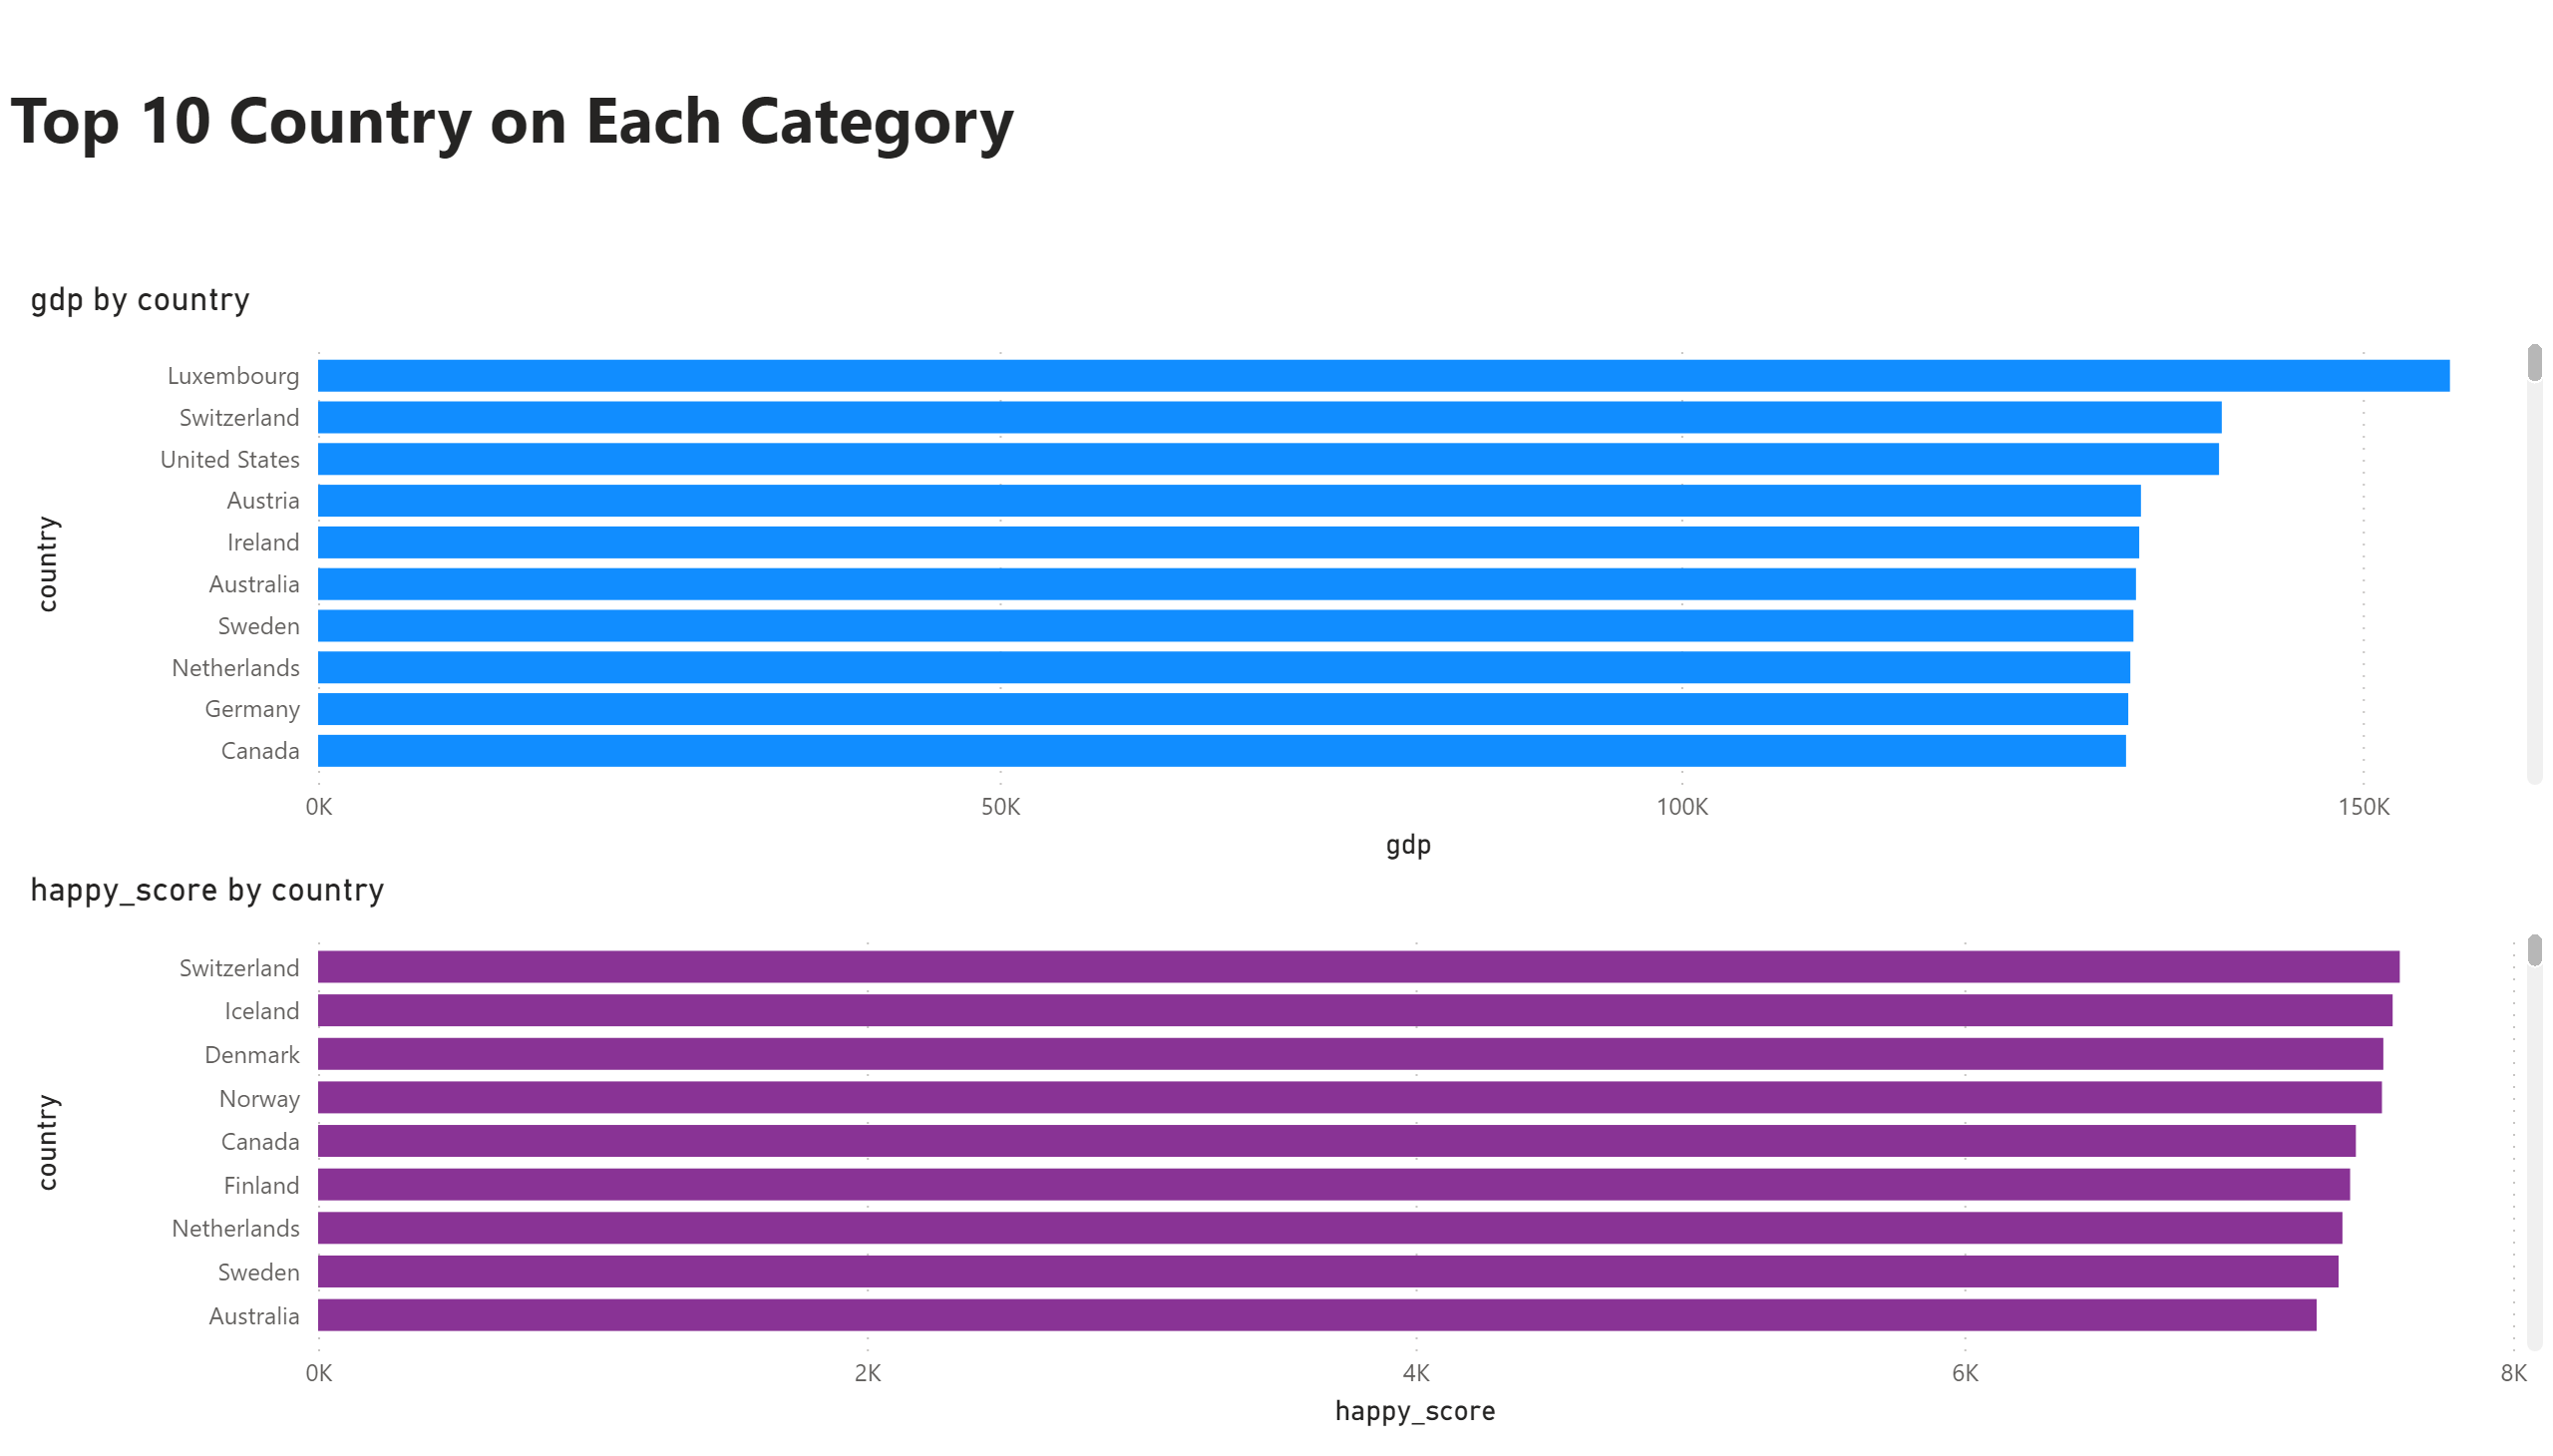 Top 10 Country on Each Category
gdp by country
country
Luxembourg
Switzerland
United States
Austria
Ireland
Australia
Sweden
Netherlands
Germany
Canada
0K 50K 100K 150K
gdp
happy_score by country
country
Switzerland
Iceland
Denmark
Norway
Canada
Finland
Netherlands
Sweden
Australia
0K 2K 4K 6K 8K
happy_score